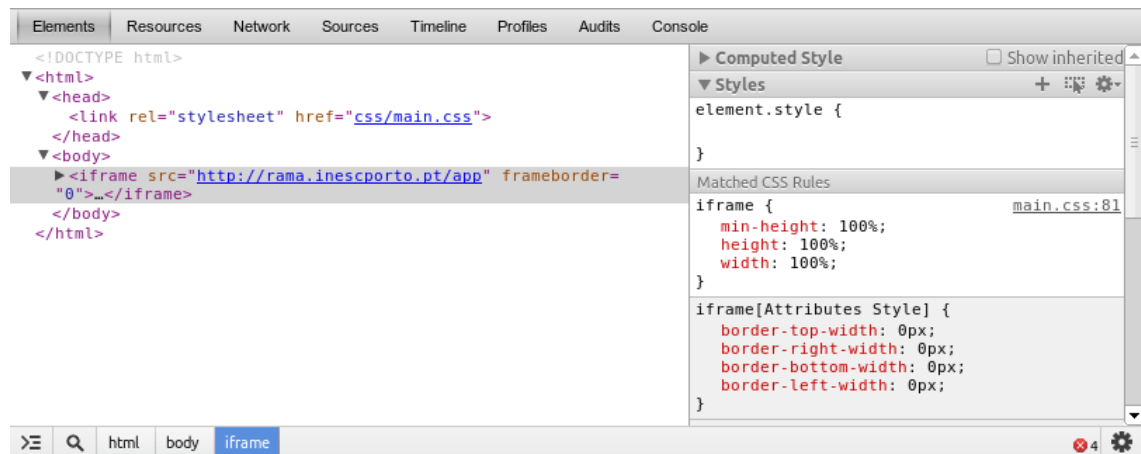 Elements Resources Network Sources Timeline Profiles Audits Console
<!DOCTYPE html>
▼<html>
▼<head>
<link rel="stylesheet" href="css/main.css">
</head>
▼<body>
▶<iframe src="http://rama.inescporto.pt/app" frameborder=
"0">…</iframe>
</body>
</html>
▶ Computed Style Show inherited
▼ Styles
element.style {
}
Matched CSS Rules
iframe { main.css:81
min-height: 100%;
height: 100%;
width: 100%;
}
iframe[Attributes Style] {
border-top-width: 0px;
border-right-width: 0px;
border-bottom-width: 0px;
border-left-width: 0px;
}
html body iframe 4